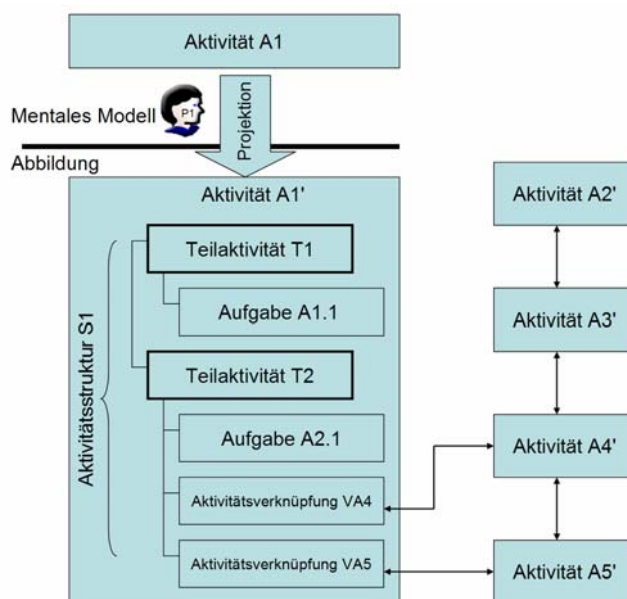 Aktivität A1
Mentales Modell
P1
Projektion
Abbildung
Aktivität A1'
Aktivitätsstruktur S1
Teilaktivität T1
Aufgabe A1.1
Teilaktivität T2
Aufgabe A2.1
Aktivitätsverknüpfung VA4
Aktivitätsverknüpfung VA5
Aktivität A2'
Aktivität A3'
Aktivität A4'
Aktivität A5'